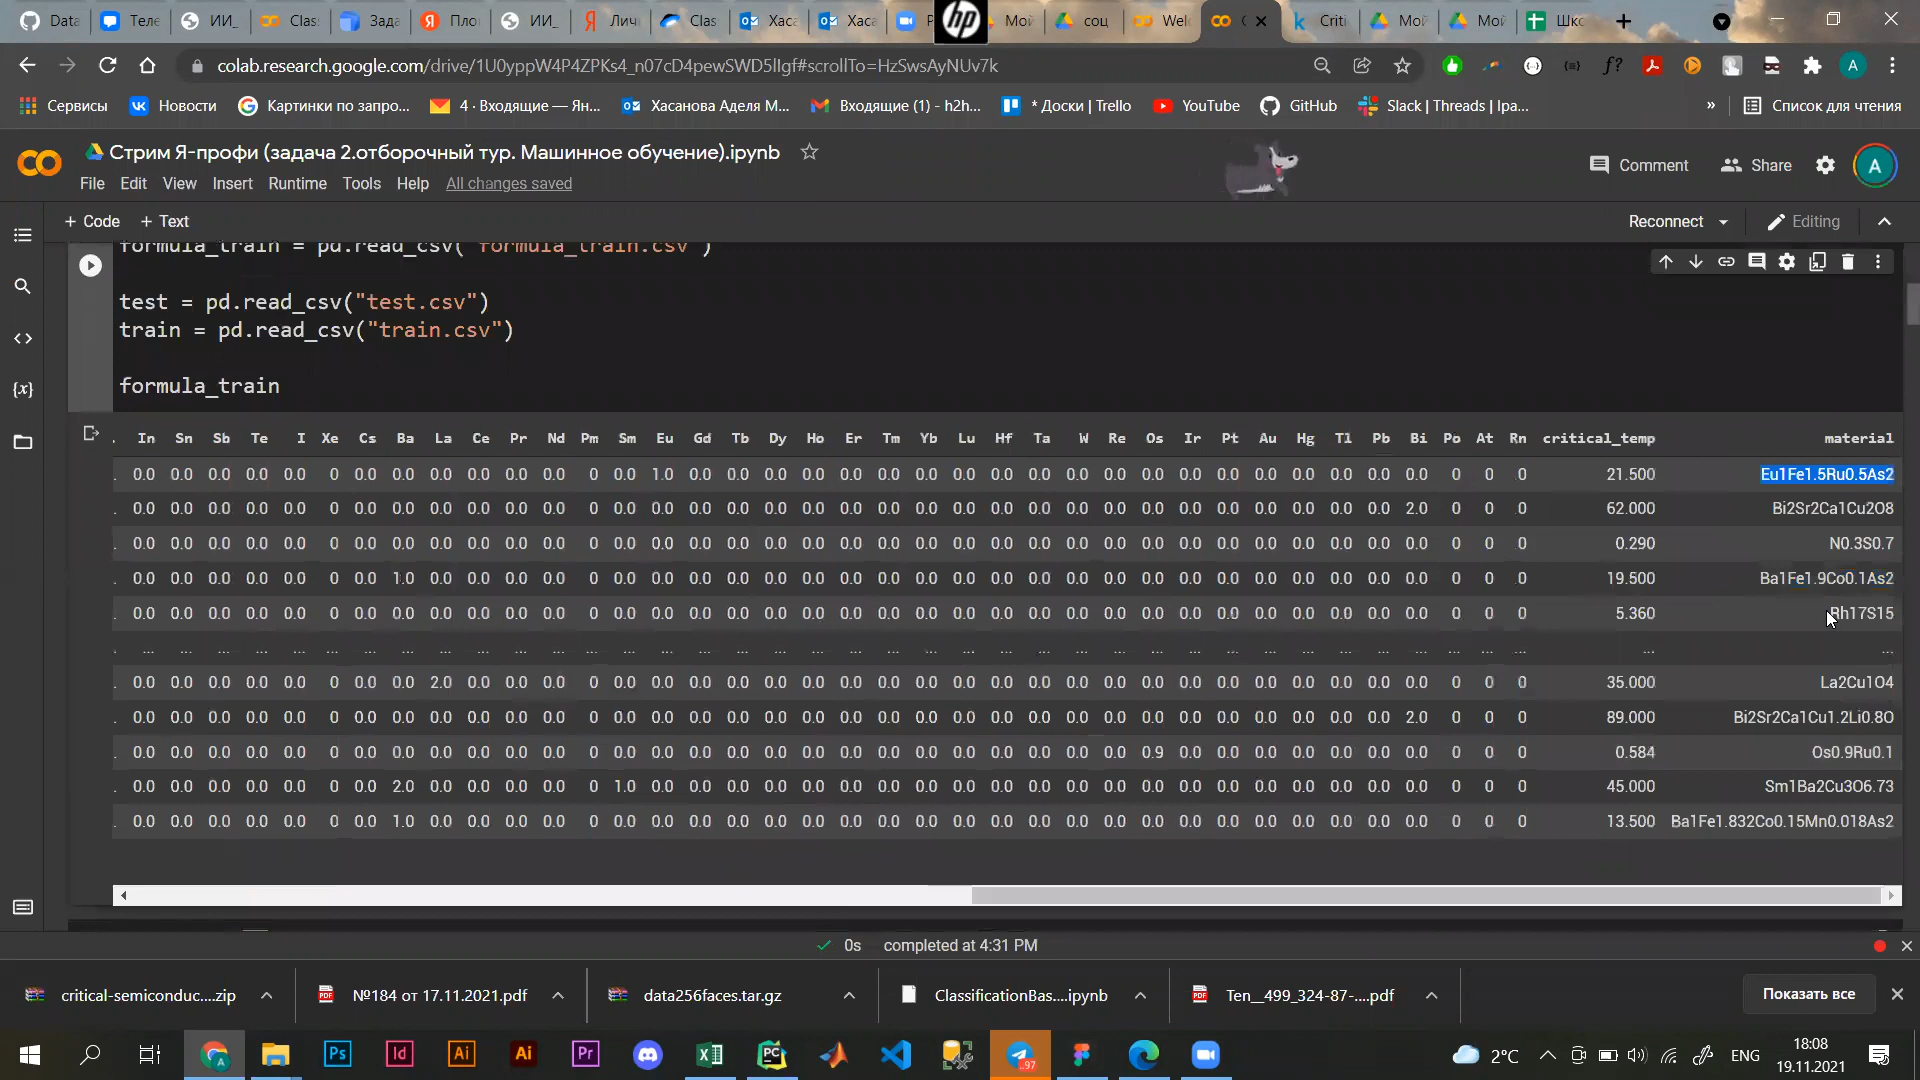 Data Теле ИИ_ Clas Зада Пло ИИ_ Личн Clas Хаса Хаса Мой соц Wel Criti Мой Мой Шко
colab.research.google.com/drive/1U0yppW4P4ZPKs4_n07cD4pewSWD5lIgf#scrollTo=HzSwsAyNUv7k
Сервисы Новости Картинки по запро... 4 · Входящие — Ян... Хасанова Аделя М... Входящие (1) - h2h... * Доски | Trello YouTube GitHub Slack | Threads | Ipa... » Список для чтения
Стрим Я-профи (задача 2.отборочный тур. Машинное обучение).ipynb
Comment Share A
File Edit View Insert Runtime Tools Help All changes saved
+ Code + Text Reconnect Editing
formula_train = pd.read_csv("formula_train.csv")
test = pd.read_csv("test.csv")
train = pd.read_csv("train.csv")
formula_train
. In Sn Sb Te I Xe Cs Ba La Ce Pr Nd Pm Sm Eu Gd Tb Dy Ho Er Tm Yb Lu Hf Ta W Re Os Ir Pt Au Hg Tl Pb Bi Po At Rn critical_temp material
. 0.0 0.0 0.0 0.0 0.0 0 0.0 0.0 0.0 0.0 0.0 0.0 0 0.0 1.0 0.0 0.0 0.0 0.0 0.0 0.0 0.0 0.0 0.0 0.0 0.0 0.0 0.0 0.0 0.0 0.0 0.0 0.0 0.0 0.0 0 0 0 21.500 Eu1Fe1.5Ru0.5As2
. 0.0 0.0 0.0 0.0 0.0 0 0.0 0.0 0.0 0.0 0.0 0.0 0 0.0 0.0 0.0 0.0 0.0 0.0 0.0 0.0 0.0 0.0 0.0 0.0 0.0 0.0 0.0 0.0 0.0 0.0 0.0 0.0 0.0 2.0 0 0 0 62.000 Bi2Sr2Ca1Cu2O8
. 0.0 0.0 0.0 0.0 0.0 0 0.0 0.0 0.0 0.0 0.0 0.0 0 0.0 0.0 0.0 0.0 0.0 0.0 0.0 0.0 0.0 0.0 0.0 0.0 0.0 0.0 0.0 0.0 0.0 0.0 0.0 0.0 0.0 0.0 0 0 0 0.290 N0.3S0.7
. 0.0 0.0 0.0 0.0 0.0 0 0.0 1.0 0.0 0.0 0.0 0.0 0 0.0 0.0 0.0 0.0 0.0 0.0 0.0 0.0 0.0 0.0 0.0 0.0 0.0 0.0 0.0 0.0 0.0 0.0 0.0 0.0 0.0 0.0 0 0 0 19.500 Ba1Fe1.9Co0.1As2
. 0.0 0.0 0.0 0.0 0.0 0 0.0 0.0 0.0 0.0 0.0 0.0 0 0.0 0.0 0.0 0.0 0.0 0.0 0.0 0.0 0.0 0.0 0.0 0.0 0.0 0.0 0.0 0.0 0.0 0.0 0.0 0.0 0.0 0.0 0 0 0 5.360 Rh17S15
. ... ... ... ... ... ... ... ... ... ... ... ... ... ... ... ... ... ... ... ... ... ... ... ... ... ... ... ... ... ... ... ... ... ... ... ... ... ... ... ...
. 0.0 0.0 0.0 0.0 0.0 0 0.0 0.0 2.0 0.0 0.0 0.0 0 0.0 0.0 0.0 0.0 0.0 0.0 0.0 0.0 0.0 0.0 0.0 0.0 0.0 0.0 0.0 0.0 0.0 0.0 0.0 0.0 0.0 0.0 0 0 0 35.000 La2Cu1O4
. 0.0 0.0 0.0 0.0 0.0 0 0.0 0.0 0.0 0.0 0.0 0.0 0 0.0 0.0 0.0 0.0 0.0 0.0 0.0 0.0 0.0 0.0 0.0 0.0 0.0 0.0 0.0 0.0 0.0 0.0 0.0 0.0 0.0 2.0 0 0 0 89.000 Bi2Sr2Ca1Cu1.2Li0.8O
. 0.0 0.0 0.0 0.0 0.0 0 0.0 0.0 0.0 0.0 0.0 0.0 0 0.0 0.0 0.0 0.0 0.0 0.0 0.0 0.0 0.0 0.0 0.0 0.0 0.0 0.0 0.9 0.0 0.0 0.0 0.0 0.0 0.0 0.0 0 0 0 0.584 Os0.9Ru0.1
. 0.0 0.0 0.0 0.0 0.0 0 0.0 2.0 0.0 0.0 0.0 0.0 0 1.0 0.0 0.0 0.0 0.0 0.0 0.0 0.0 0.0 0.0 0.0 0.0 0.0 0.0 0.0 0.0 0.0 0.0 0.0 0.0 0.0 0.0 0 0 0 45.000 Sm1Ba2Cu3O6.73
. 0.0 0.0 0.0 0.0 0.0 0 0.0 1.0 0.0 0.0 0.0 0.0 0 0.0 0.0 0.0 0.0 0.0 0.0 0.0 0.0 0.0 0.0 0.0 0.0 0.0 0.0 0.0 0.0 0.0 0.0 0.0 0.0 0.0 0.0 0 0 0 13.500 Ba1Fe1.832Co0.15Mn0.018As2
0s completed at 4:31 PM
critical-semiconduc....zip №184 от 17.11.2021.pdf data256faces.tar.gz ClassificationBas....ipynb Ten__499_324-87-....pdf Показать все
2°C ENG 18:08
19.11.2021